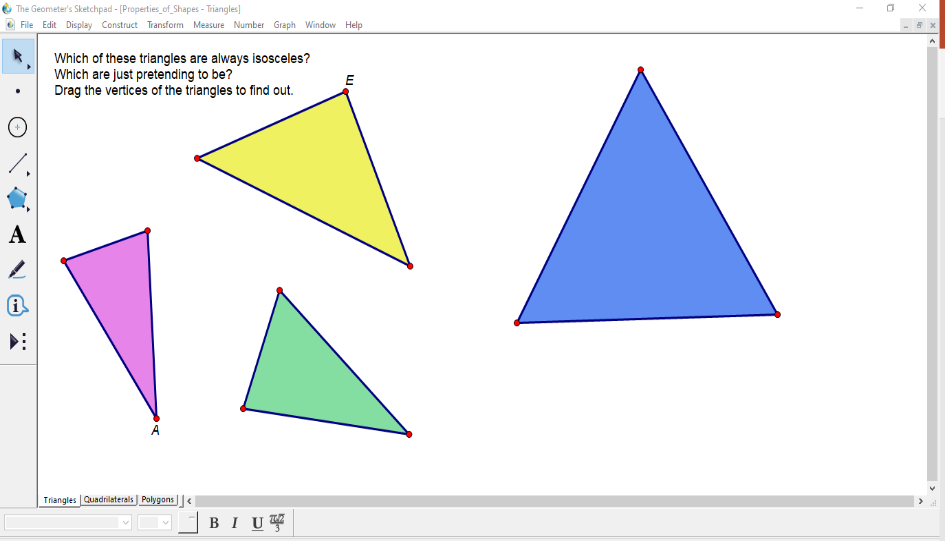 The Geometer's Sketchpad - [Properties_of_Shapes - Triangles]
File Edit Display Construct Transform Measure Number Graph Window Help
Which of these triangles are always isosceles?
Which are just pretending to be?
Drag the vertices of the triangles to find out.
E
A
A
Triangles Quadrilaterals Polygons
B I U